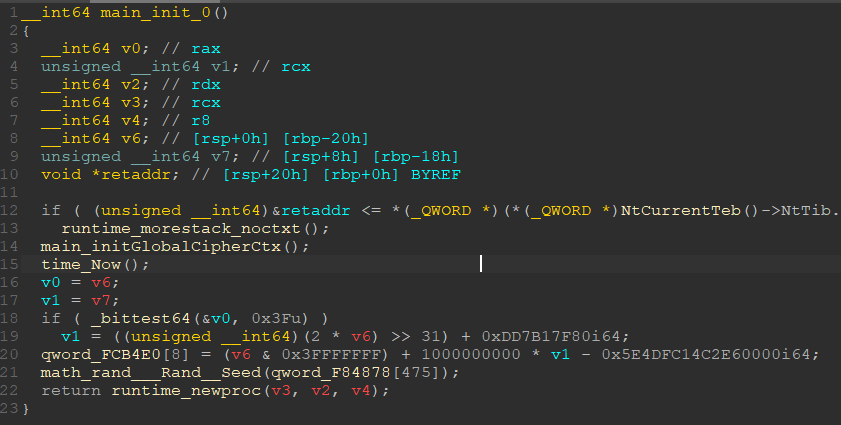 1 __int64 main_init_0()
2 {
3   __int64 v0; // rax
4   unsigned __int64 v1; // rcx
5   __int64 v2; // rdx
6   __int64 v3; // rcx
7   __int64 v4; // r8
8   __int64 v6; // [rsp+0h] [rbp-20h]
9   unsigned __int64 v7; // [rsp+8h] [rbp-18h]
10   void *retaddr; // [rsp+20h] [rbp+0h] BYREF
11
12   if ( (unsigned __int64)&retaddr <= *(_QWORD *)(*(_QWORD *)NtCurrentTeb()->NtTib.
13     runtime_morestack_noctxt();
14   main_initGlobalCipherCtx();
15   time_Now();
16   v0 = v6;
17   v1 = v7;
18   if ( _bittest64(&v0, 0x3Fu) )
19     v1 = ((unsigned __int64)(2 * v6) >> 31) + 0xDD7B17F80i64;
20   qword_FCB4E0[8] = (v6 & 0x3FFFFFFF) + 1000000000 * v1 - 0x5E4DFC14C2E60000i64;
21   math_rand___Rand__Seed(qword_F84878[475]);
22   return runtime_newproc(v3, v2, v4);
23 }